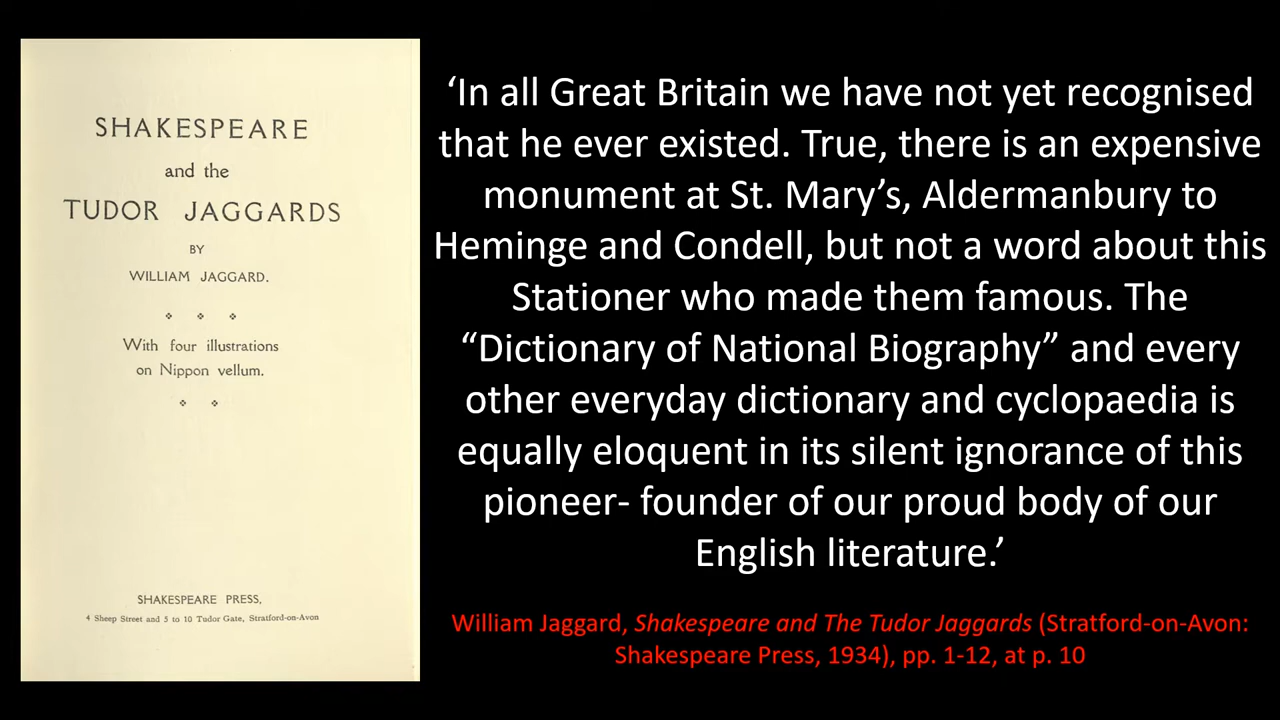 SHAKESPEARE
and the
TUDOR JAGGARDS
BY
WILLIAM JAGGARD.
With four illustrations
on Nippon vellum.
SHAKESPEARE PRESS,
4 Sheep Street and 5 to 10 Tudor Gate, Stratford-on-Avon
‘In all Great Britain we have not yet recognised
that he ever existed. True, there is an expensive
monument at St. Mary’s, Aldermanbury to
Heminge and Condell, but not a word about this
Stationer who made them famous. The
“Dictionary of National Biography” and every
other everyday dictionary and cyclopaedia is
equally eloquent in its silent ignorance of this
pioneer- founder of our proud body of our
English literature.’
William Jaggard, Shakespeare and The Tudor Jaggards (Stratford-on-Avon:
Shakespeare Press, 1934), pp. 1-12, at p. 10